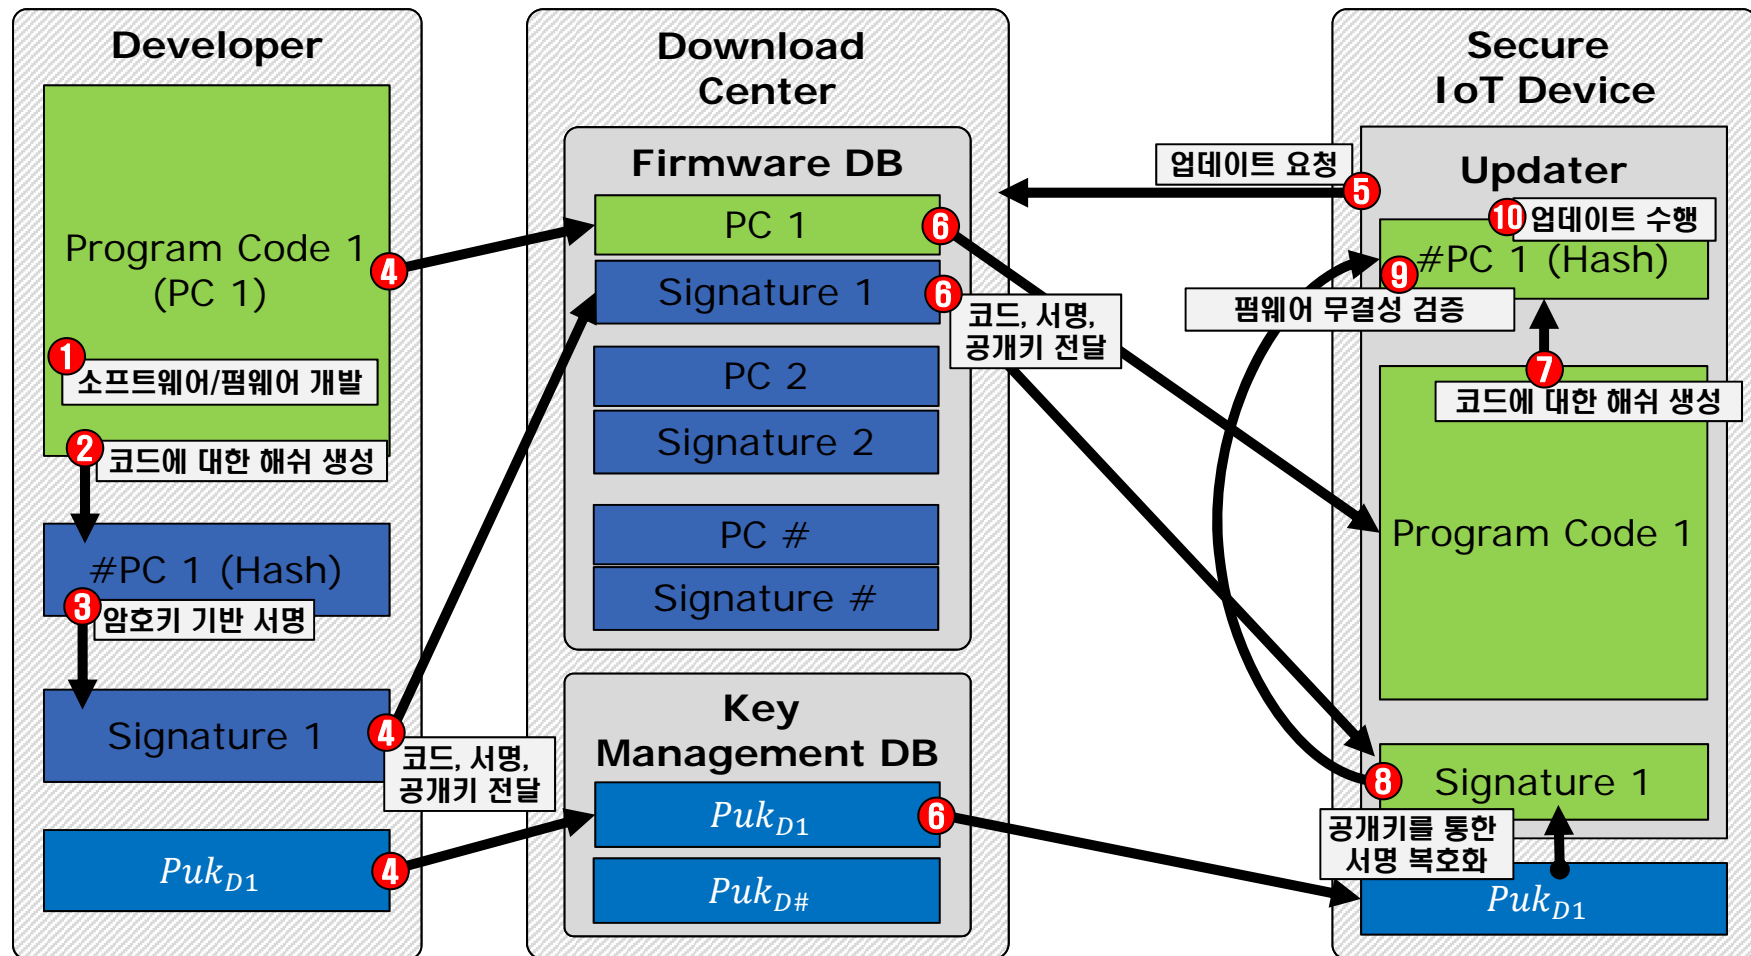 Developer
Program Code 1
(PC 1)
4
1
소프트웨어/펌웨어 개발
2
코드에 대한 해쉬 생성
#PC 1 (Hash)
3
암호키 기반 서명
Signature 1
4
코드, 서명,
공개키 전달
Puk_D1
4
Download
Center
Firmware DB
PC 1
6
Signature 1
6
코드, 서명,
공개키 전달
PC 2
Signature 2
PC #
Signature #
Key
Management DB
Puk_D1
6
Puk_D#
Secure
IoT Device
업데이트 요청
5
Updater
10
업데이트 수행
#PC 1 (Hash)
9
펌웨어 무결성 검증
7
코드에 대한 해쉬 생성
Program Code 1
Signature 1
8
공개키를 통한
서명 복호화
Puk_D1